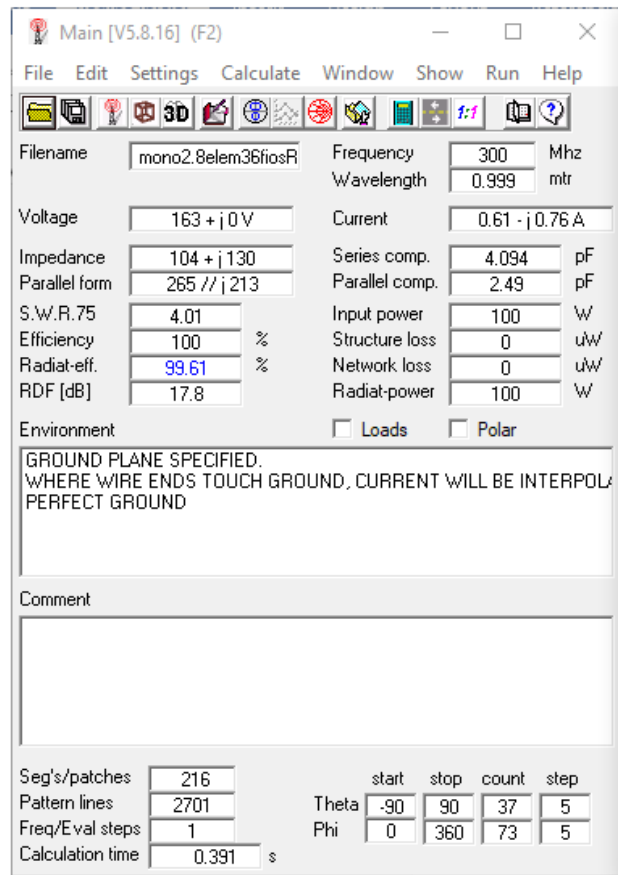 Main [V5.8.16] (F2)
File Edit Settings Calculate Window Show Run Help
3D 1:1 ?
Filename mono2.8elem36fiosR Frequency 300 Mhz
Wavelength 0.999 mtr
Voltage 163 + j 0 V Current 0.61 - j 0.76 A
Impedance 104 + j 130 Series comp. 4.094 pF
Parallel form 265 // j 213 Parallel comp. 2.49 pF
S.W.R.75 4.01 Input power 100 W
Efficiency 100 % Structure loss 0 uW
Radiat-eff. 99.61 % Network loss 0 uW
RDF [dB] 17.8 Radiat-power 100 W
Environment Loads Polar
GROUND PLANE SPECIFIED.
WHERE WIRE ENDS TOUCH GROUND, CURRENT WILL BE INTERPOLA
PERFECT GROUND
Comment
Seg's/patches 216 start stop count step
Pattern lines 2701 Theta -90 90 37 5
Freq/Eval steps 1 Phi 0 360 73 5
Calculation time 0.391 s